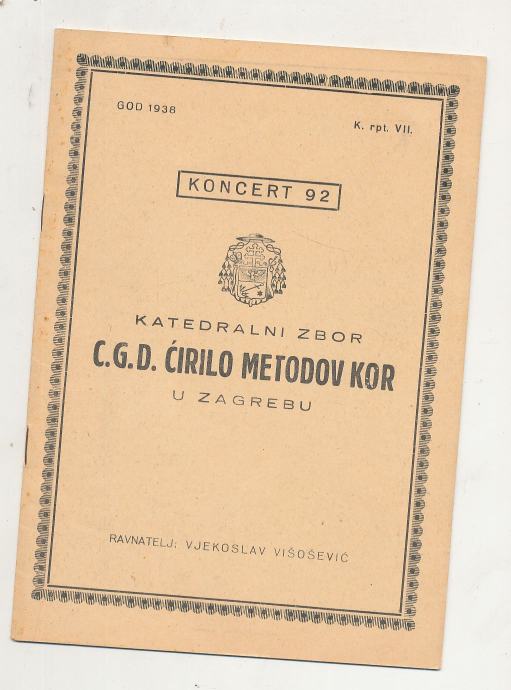 GOD 1938
K. rpt. VII.
KONCERT 92
KATEDRALNI ZBOR
C.G.D. ĆIRILO METODOV KOR
U ZAGREBU
RAVNATELJ: VJEKOSLAV VIŠOŠEVIĆ